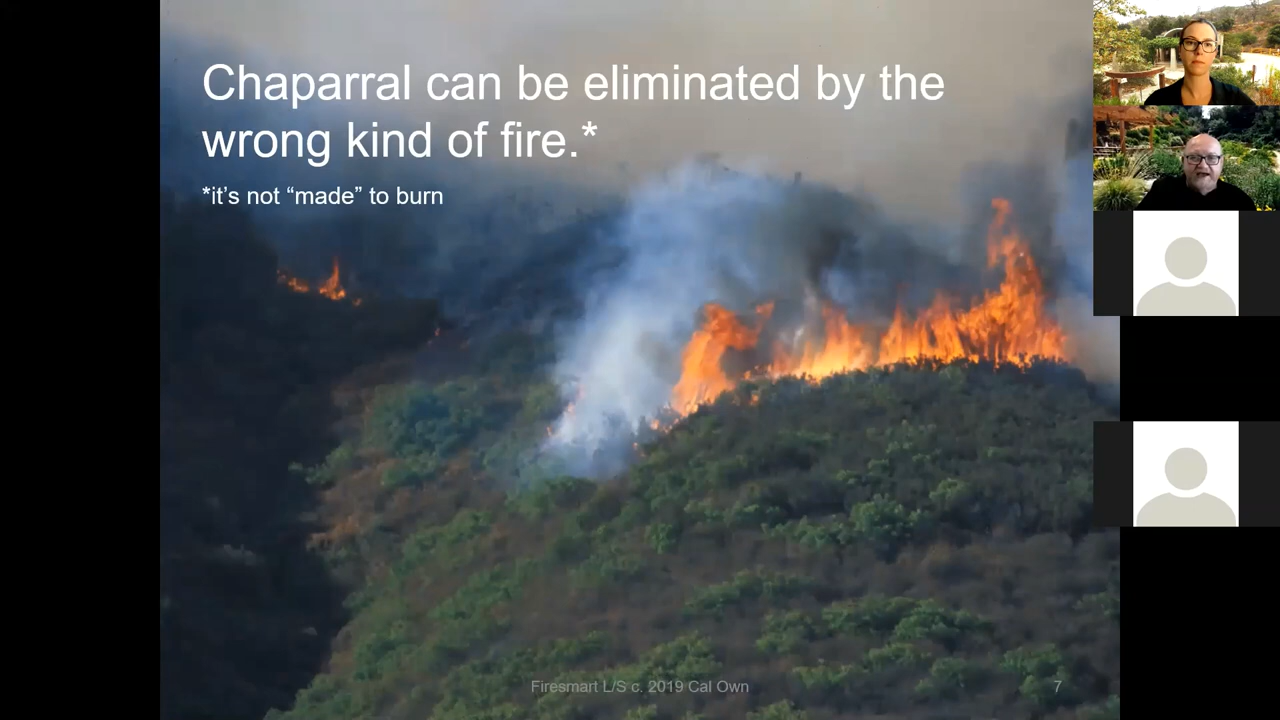 Chaparral can be eliminated by the
wrong kind of fire.*
*it’s not “made” to burn
Firesmart L/S c. 2019 Cal Own
7